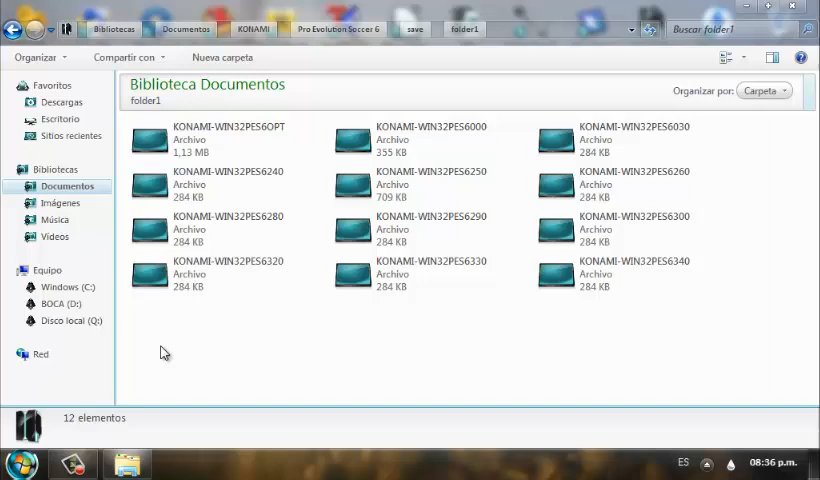 Bibliotecas
Documentos
KONAMI
Pro Evolution Soccer 6
save
folder1
Buscar folder1
Organizar
Compartir con
Nueva carpeta
Favoritos
Descargas
Escritorio
Sitios recientes
Bibliotecas
Documentos
Imágenes
Música
Vídeos
Equipo
Windows (C:)
BOCA (D:)
Disco local (Q:)
Red
Biblioteca Documentos
folder1
Organizar por:
Carpeta
KONAMI-WIN32PES6OPT
Archivo
1,13 MB
KONAMI-WIN32PES6000
Archivo
355 KB
KONAMI-WIN32PES6030
Archivo
284 KB
KONAMI-WIN32PES6240
Archivo
284 KB
KONAMI-WIN32PES6250
Archivo
709 KB
KONAMI-WIN32PES6260
Archivo
284 KB
KONAMI-WIN32PES6280
Archivo
284 KB
KONAMI-WIN32PES6290
Archivo
284 KB
KONAMI-WIN32PES6300
Archivo
284 KB
KONAMI-WIN32PES6320
Archivo
284 KB
KONAMI-WIN32PES6330
Archivo
284 KB
KONAMI-WIN32PES6340
Archivo
284 KB
12 elementos
ES
08:36 p.m.